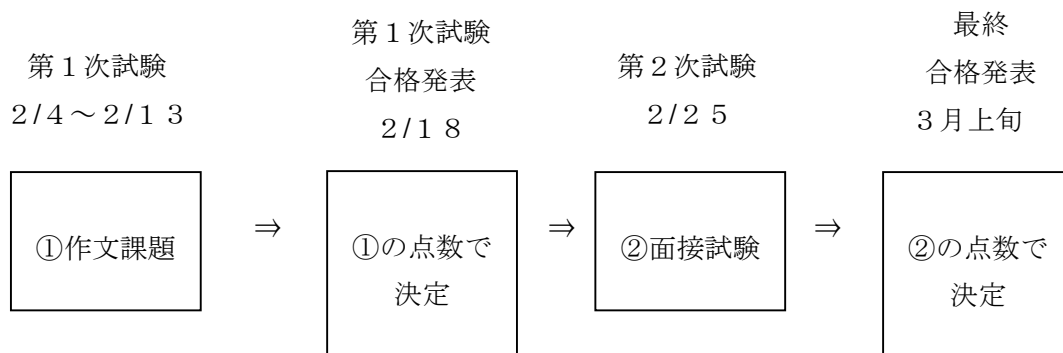 第１次試験
２/４～２/１３
第１次試験
合格発表
２/１８
第２次試験
２/２５
最終
合格発表
３月上旬
①作文課題
⇒
①の点数で
決定
⇒
②面接試験
⇒
②の点数で
決定